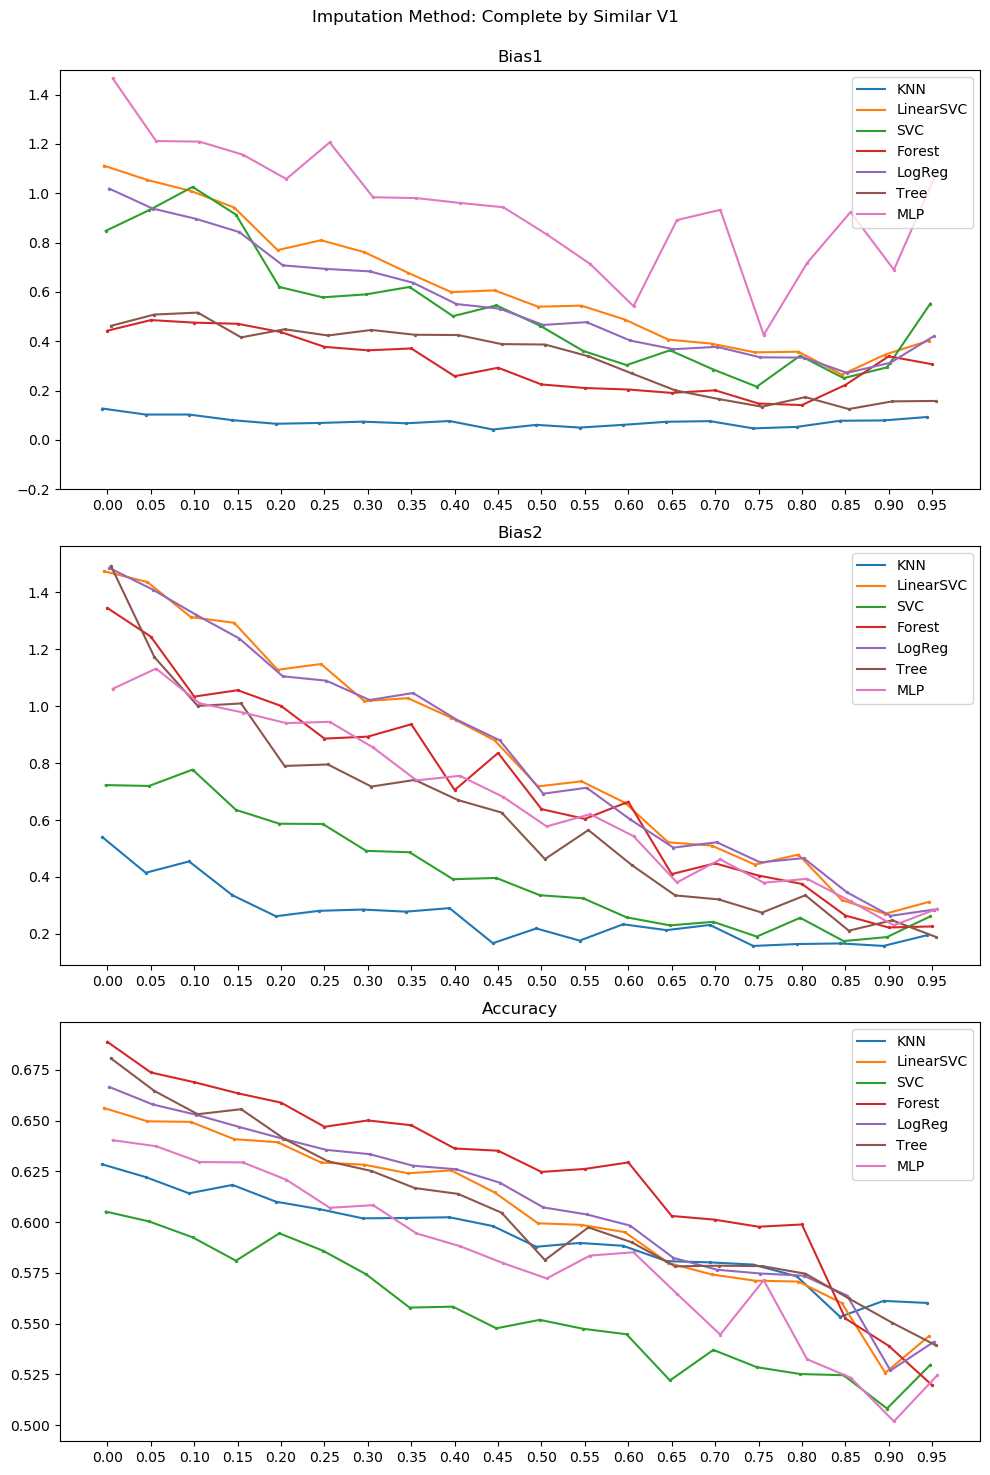 Imputation Method: Complete by Similar V1
Bias1
1.4
1.2
1.0
0.8
0.6
0.4
0.2
0.0
−0.2
KNN
LinearSVC
SVC
Forest
LogReg
Tree
MLP
0.00 0.05 0.10 0.15 0.20 0.25 0.30 0.35 0.40 0.45 0.50 0.55 0.60 0.65 0.70 0.75 0.80 0.85 0.90 0.95
Bias2
1.4
1.2
1.0
0.8
0.6
0.4
0.2
KNN
LinearSVC
SVC
Forest
LogReg
Tree
MLP
0.00 0.05 0.10 0.15 0.20 0.25 0.30 0.35 0.40 0.45 0.50 0.55 0.60 0.65 0.70 0.75 0.80 0.85 0.90 0.95
Accuracy
0.675
0.650
0.625
0.600
0.575
0.550
0.525
0.500
KNN
LinearSVC
SVC
Forest
LogReg
Tree
MLP
0.00 0.05 0.10 0.15 0.20 0.25 0.30 0.35 0.40 0.45 0.50 0.55 0.60 0.65 0.70 0.75 0.80 0.85 0.90 0.95